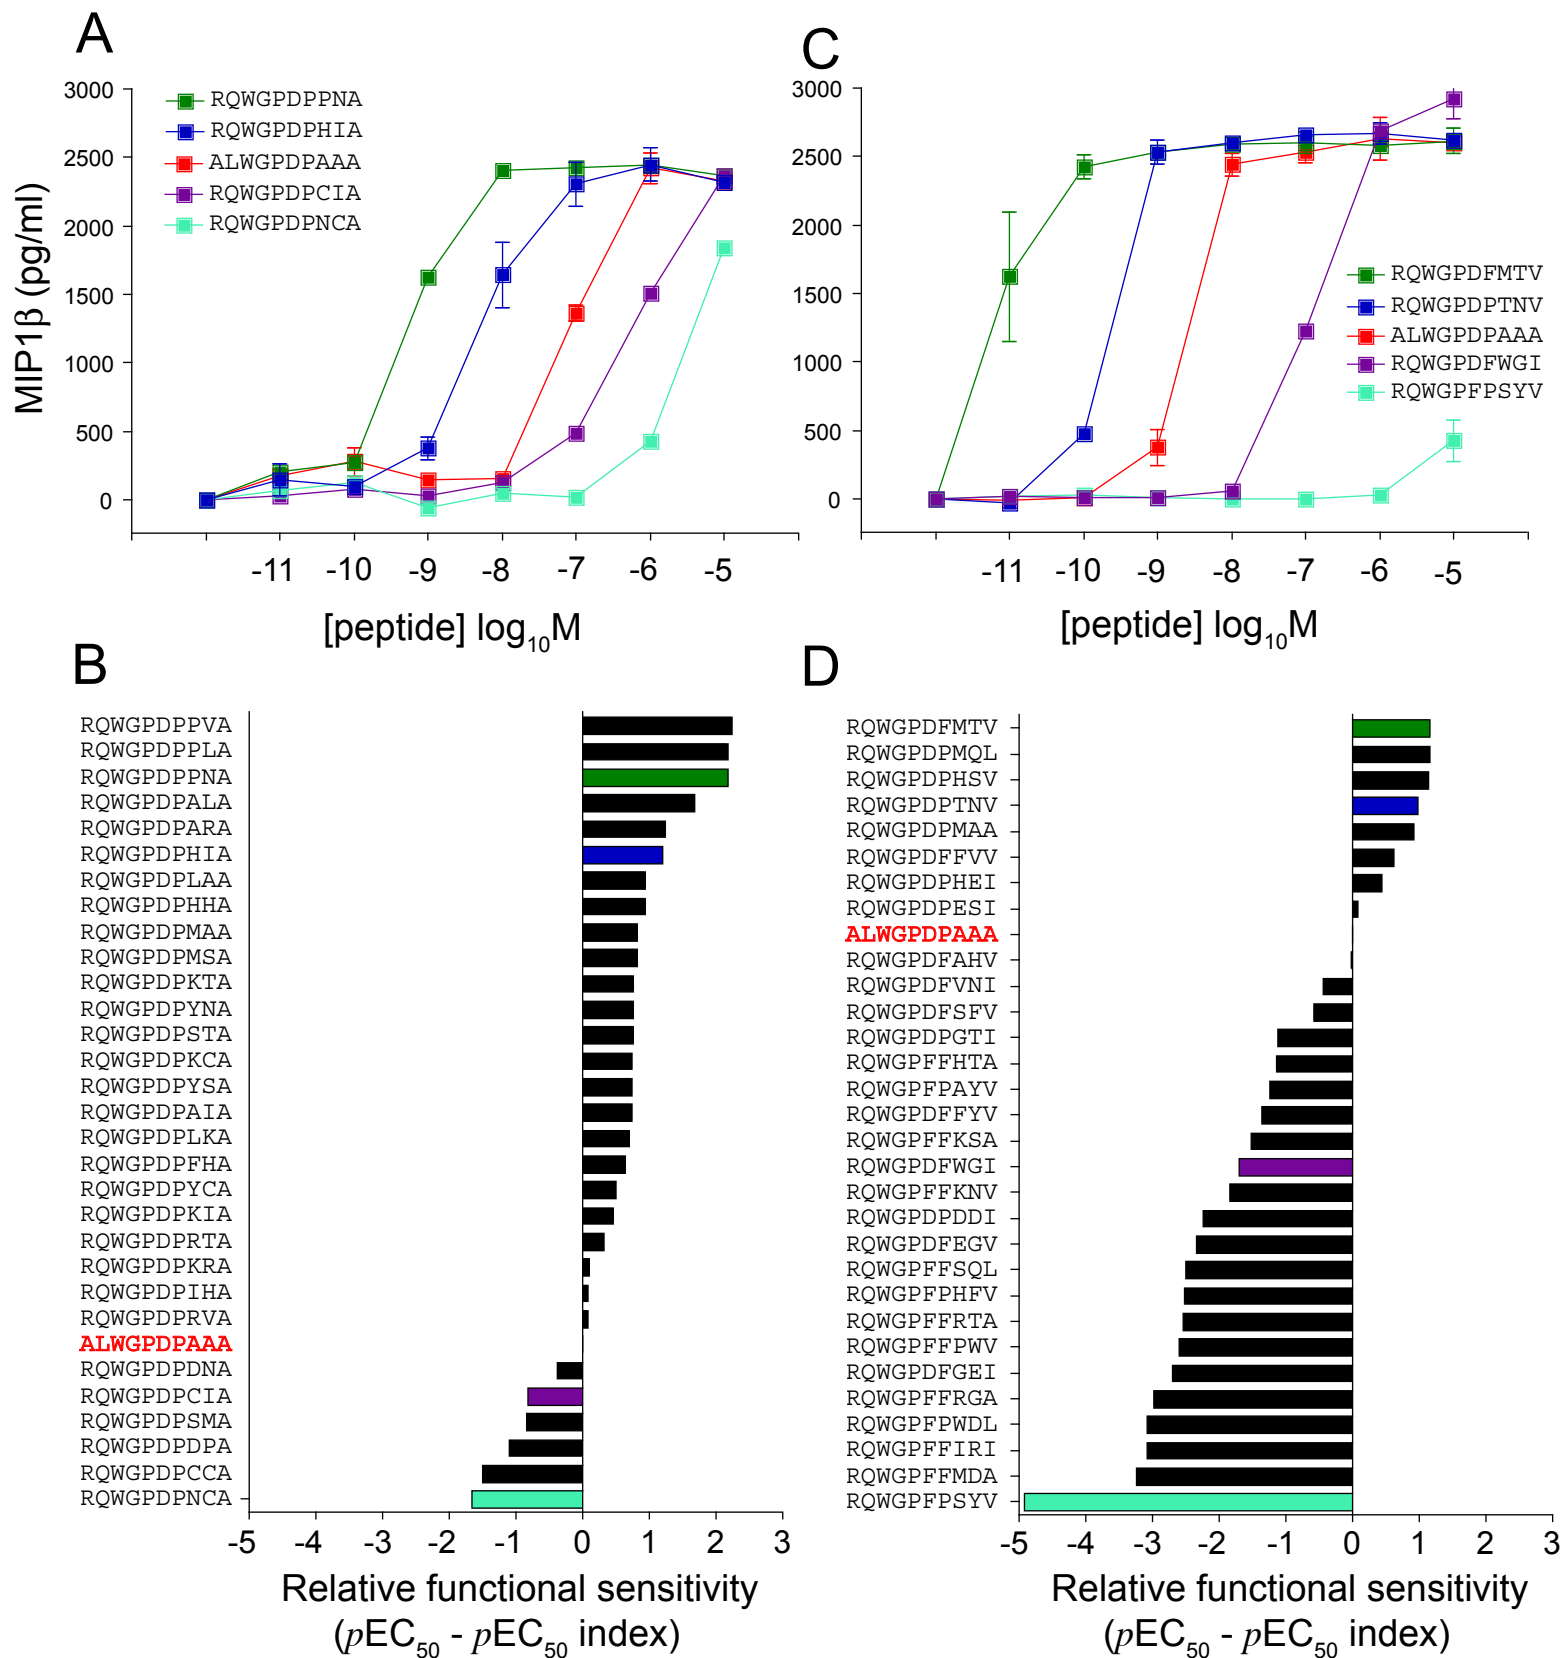 A
3000
2500
2000
1500
1000
500
0
MIP1β (pg/ml)
RQWGPDPPNA
RQWGPDPHIA
ALWGPDPAAA
RQWGPDPCIA
RQWGPDPNCA
-11 -10 -9 -8 -7 -6 -5
[peptide] log₁₀M
C
3000
2500
2000
1500
1000
500
0
RQWGPDFMTV
RQWGPDPTNV
ALWGPDPAAA
RQWGPDFWGI
RQWGPFPSYV
-11 -10 -9 -8 -7 -6 -5
[peptide] log₁₀M
B
RQWGPDPPVA
RQWGPDPPLA
RQWGPDPPNA
RQWGPDPALA
RQWGPDPARA
RQWGPDPHIA
RQWGPDPLAA
RQWGPDPHHA
RQWGPDPMAA
RQWGPDPMSA
RQWGPDPKTA
RQWGPDPYNA
RQWGPDPSTA
RQWGPDPKCA
RQWGPDPYSA
RQWGPDPAIA
RQWGPDPLKA
RQWGPDPFHA
RQWGPDPYCA
RQWGPDPKIA
RQWGPDPRTA
RQWGPDPKRA
RQWGPDPIHA
RQWGPDPRVA
ALWGPDPAAA
RQWGPDPDNA
RQWGPDPCIA
RQWGPDPSMA
RQWGPDPDPA
RQWGPDPCCA
RQWGPDPNCA
-5 -4 -3 -2 -1 0 1 2 3
Relative functional sensitivity
(pEC₅₀ - pEC₅₀ index)
D
RQWGPDFMTV
RQWGPDPMQL
RQWGPDPHSV
RQWGPDPTNV
RQWGPDPMAA
RQWGPDFFVV
RQWGPDPHEI
RQWGPDPESI
ALWGPDPAAA
RQWGPDFAHV
RQWGPDFVNI
RQWGPDFSFV
RQWGPDPGTI
RQWGPFFHTA
RQWGPFPAYV
RQWGPDFFYV
RQWGPFFKSA
RQWGPDFWGI
RQWGPFFKNV
RQWGPDPDDI
RQWGPDFEGV
RQWGPFFSQL
RQWGPFPHFV
RQWGPFFRTA
RQWGPFFPWV
RQWGPDFGEI
RQWGPFFRGA
RQWGPFPWDL
RQWGPFFIRI
RQWGPFFMDA
RQWGPFPSYV
-5 -4 -3 -2 -1 0 1 2 3
Relative functional sensitivity
(pEC₅₀ - pEC₅₀ index)